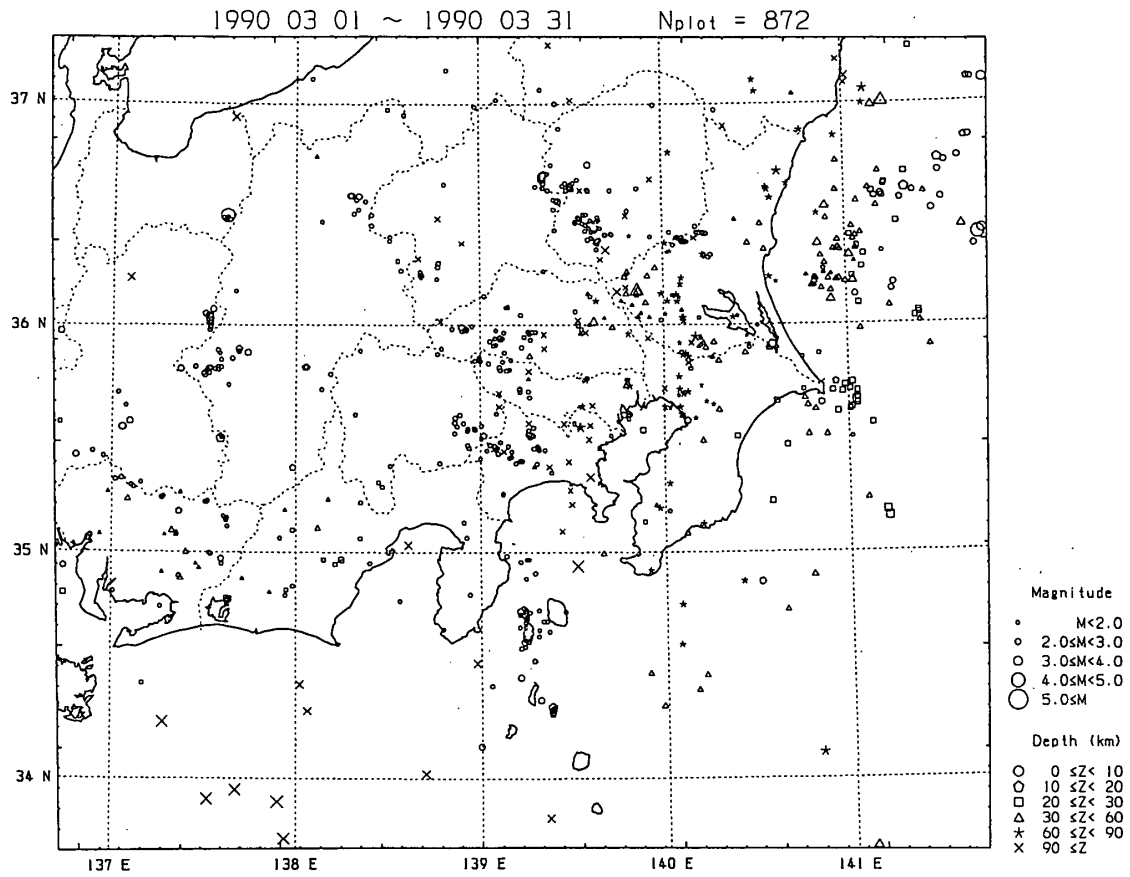 1990 03 01 ~ 1990 03 31 Nplot = 872
37 N
36 N
35 N
34 N
137 E 138 E 139 E 140 E 141 E
Magnitude
M<2.0
2.0≤M<3.0
3.0≤M<4.0
4.0≤M<5.0
5.0≤M
Depth (km)
0 ≤Z< 10
10 ≤Z< 20
20 ≤Z< 30
30 ≤Z< 60
60 ≤Z< 90
90 ≤Z